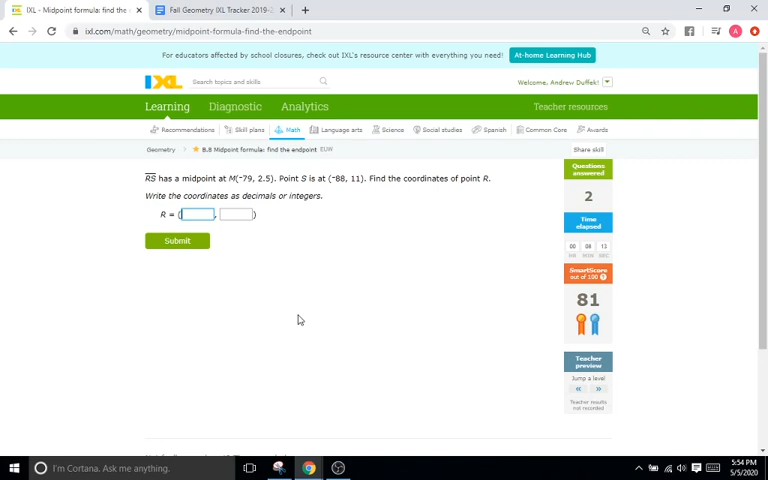 IXL - Midpoint formula: find the
Fall Geometry IXL Tracker 2019-2
ixl.com/math/geometry/midpoint-formula-find-the-endpoint
For educators affected by school closures, check out IXL's resource center with everything you need!
At-home Learning Hub
IXL
Search topics and skills
Welcome, Andrew Duffek!
Learning
Diagnostic
Analytics
Teacher resources
Recommendations
Skill plans
Math
Language arts
Science
Social studies
Spanish
Common Core
Awards
Geometry
B.8 Midpoint formula: find the endpoint
EUW
Share skill
RS has a midpoint at M(-79, 2.5). Point S is at (-88, 11). Find the coordinates of point R.
Write the coordinates as decimals or integers.
R = ( , )
Submit
Questions
answered
2
Time
elapsed
00 08 13
HR MIN SEC
SmartScore
out of 100
81
Teacher
preview
Jump a level
Teacher results
not recorded
I'm Cortana. Ask me anything.
5:54 PM
5/5/2020